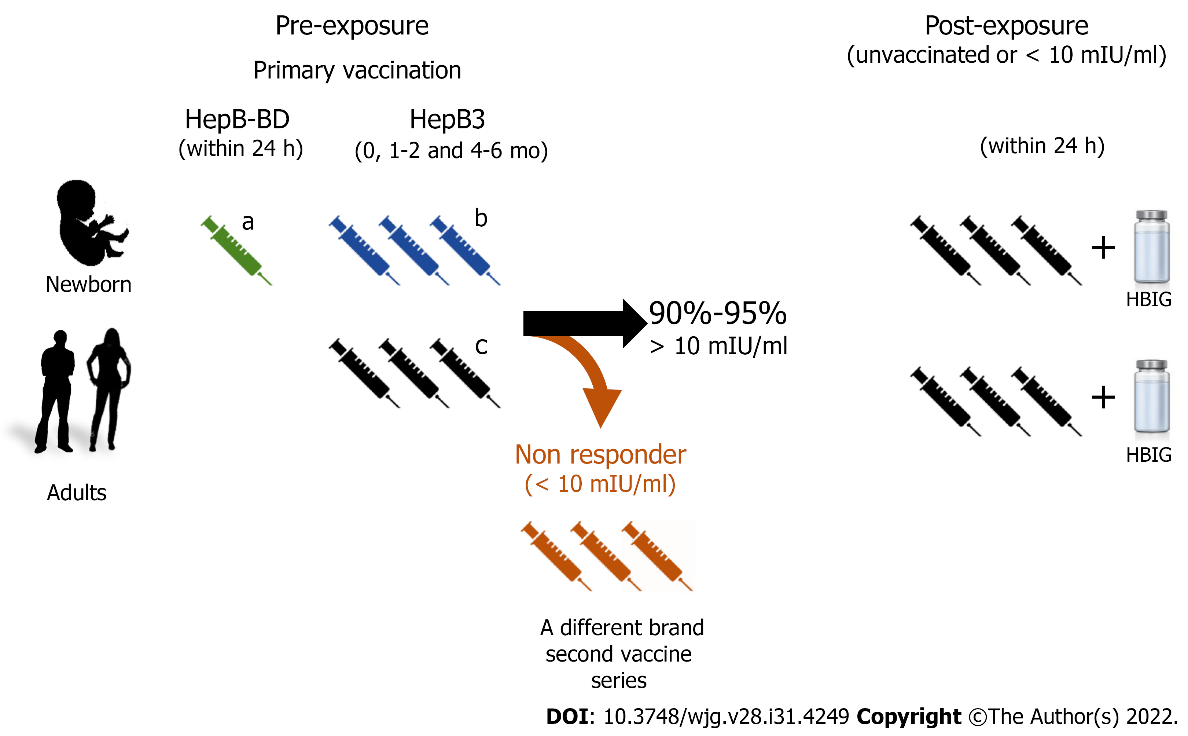 Pre-exposure
Primary vaccination
HepB-BD
(within 24 h)
HepB3
(0, 1-2 and 4-6 mo)
Post-exposure
(unvaccinated or < 10 mIU/ml)
(within 24 h)
a
b
Newborn
+
HBIG
c
Adults
90%-95%
> 10 mIU/ml
+
HBIG
Non responder
(< 10 mIU/ml)
A different brand
second vaccine
series
DOI: 10.3748/wjg.v28.i31.4249 Copyright ©The Author(s) 2022.